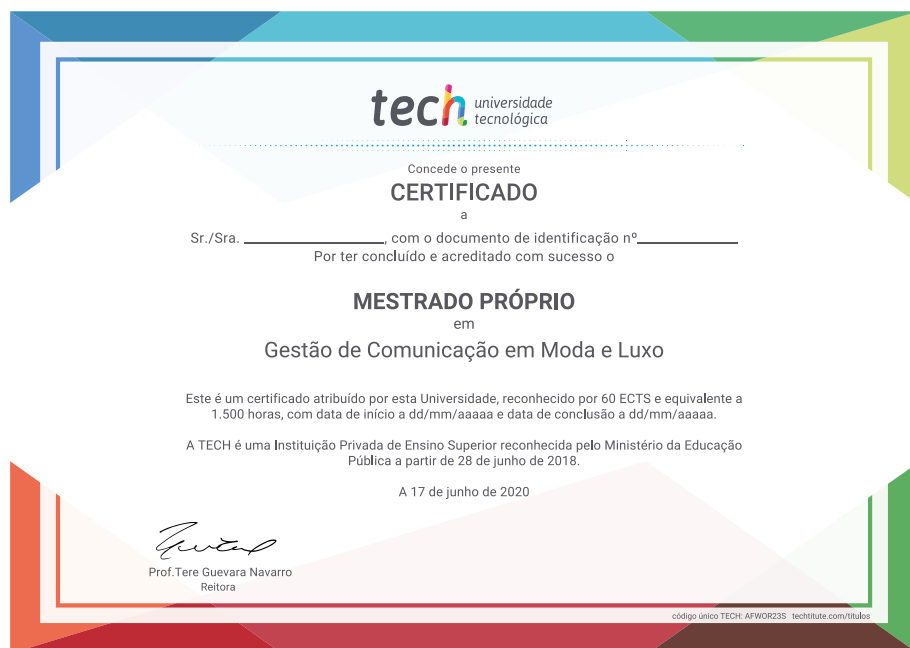 tech universidade
tecnológica
Concede o presente
CERTIFICADO
a
Sr./Sra. ________________, com o documento de identificação nº____________
Por ter concluído e acreditado com sucesso o
MESTRADO PRÓPRIO
em
Gestão de Comunicação em Moda e Luxo
Este é um certificado atribuído por esta Universidade, reconhecido por 60 ECTS e equivalente a
1.500 horas, com data de início a dd/mm/aaaaa e data de conclusão a dd/mm/aaaaa.
A TECH é uma Instituição Privada de Ensino Superior reconhecida pelo Ministério da Educação
Pública a partir de 28 de junho de 2018.
A 17 de junho de 2020
Prof.Tere Guevara Navarro
Reitora
código único TECH: AFWOR23S techtitute.com/titulos